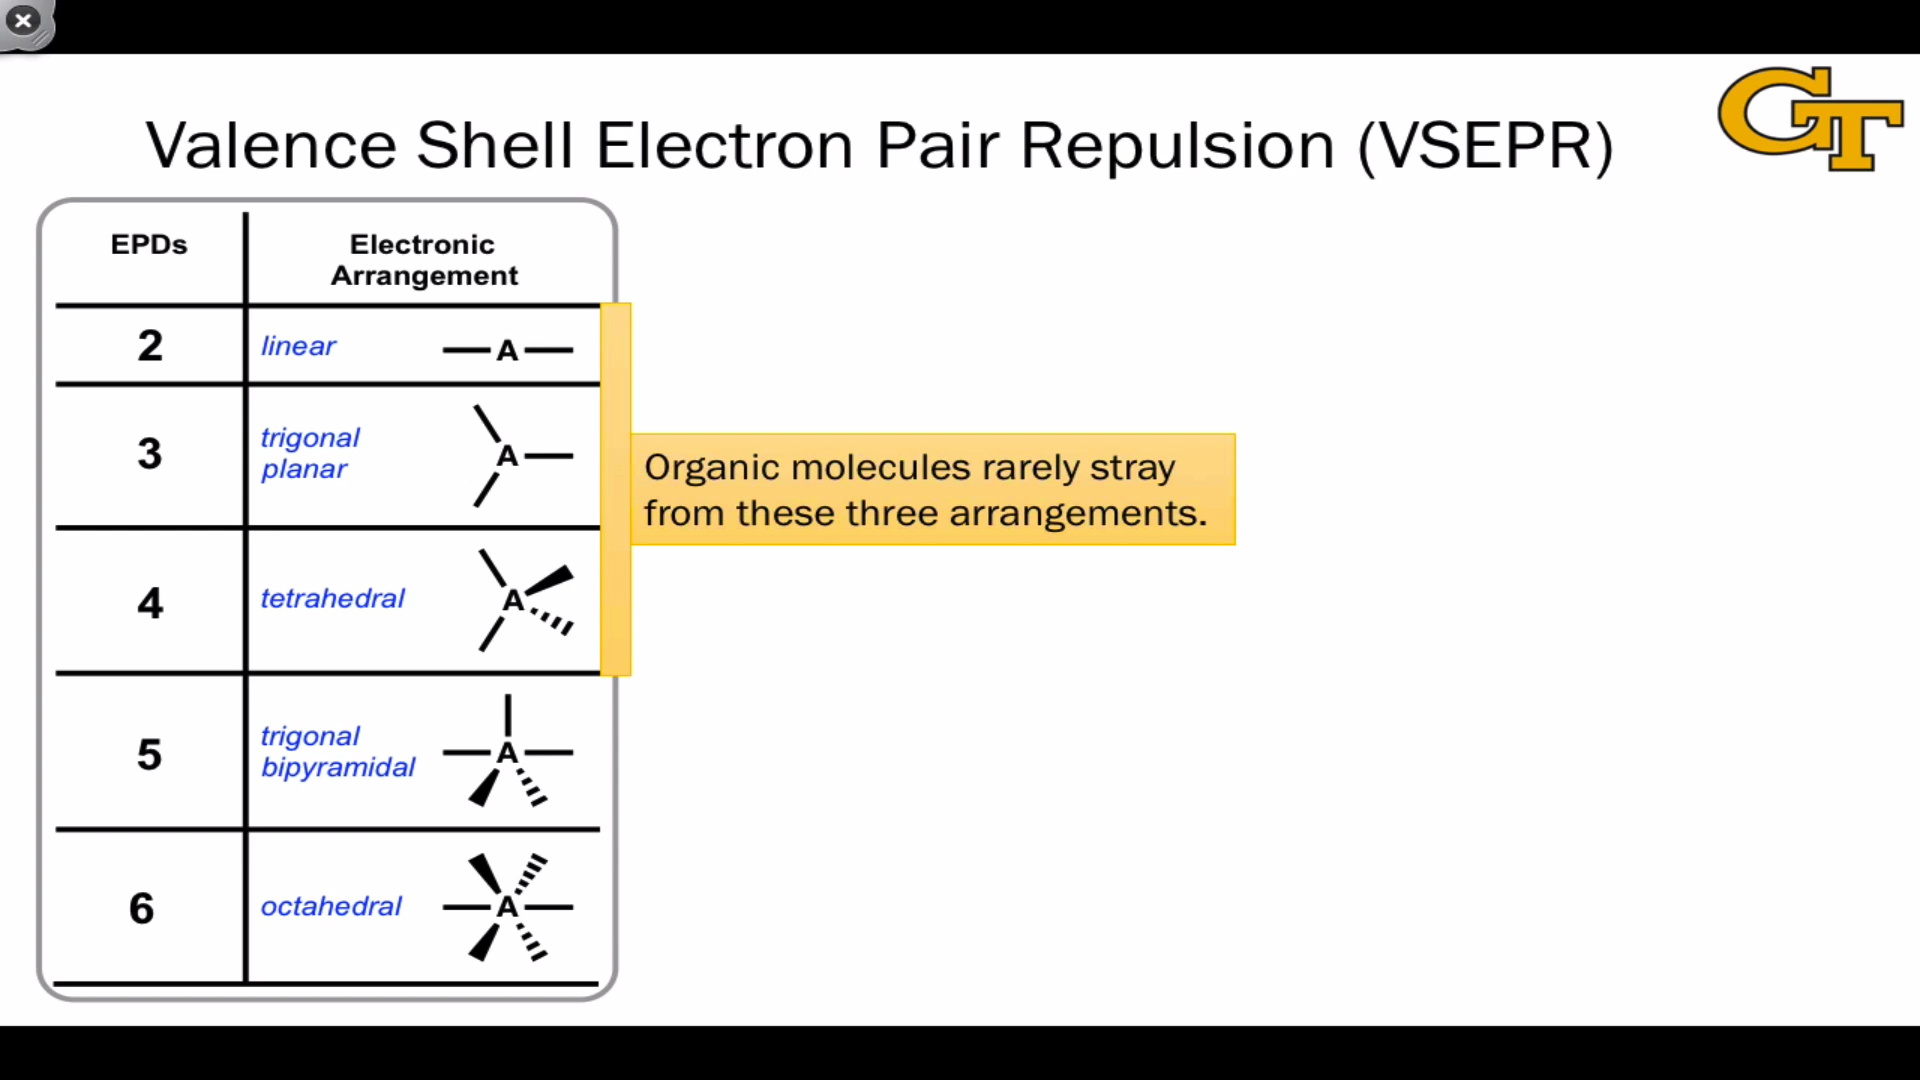 GT
Valence Shell Electron Pair Repulsion (VSEPR)
EPDs
Electronic
Arrangement
2
linear
A
3
trigonal
planar
A
4
tetrahedral
A
5
trigonal
bipyramidal
A
6
octahedral
A
Organic molecules rarely stray
from these three arrangements.